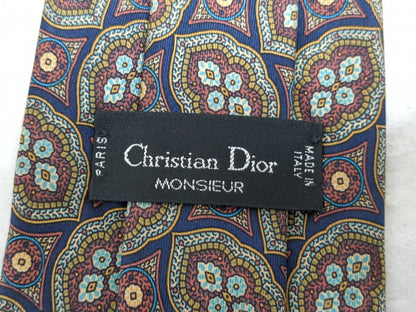 PARIS
Christian Dior
MONSIEUR
MADE IN
ITALY